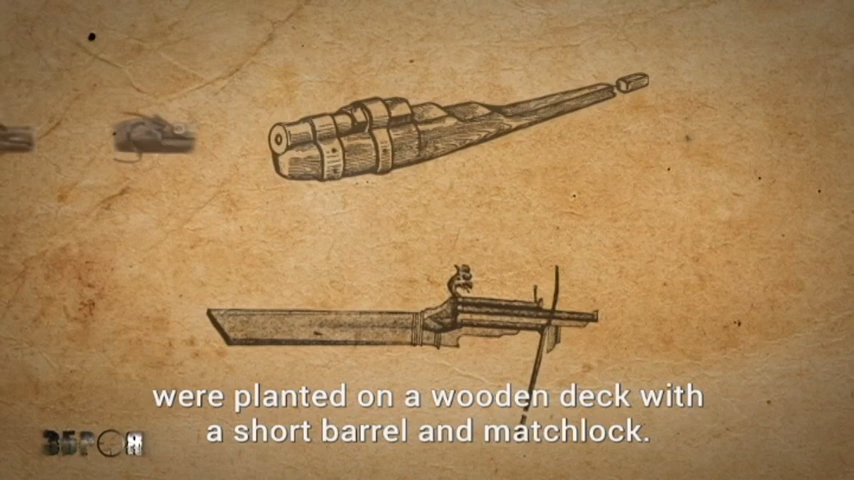 were planted on a wooden deck with
a short barrel and matchlock.
ЗБРОЯ